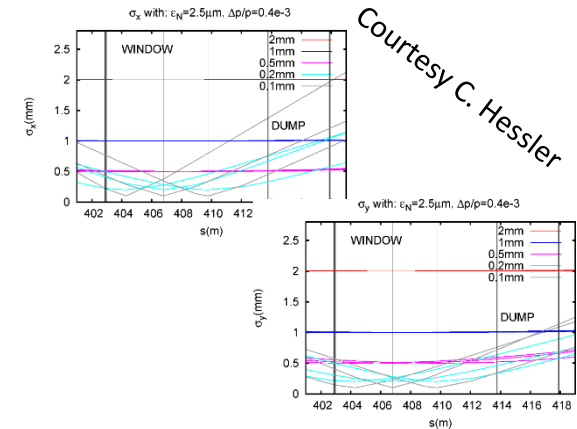 σx with: εN=2.5μm. Δp/p=0.4e-3
Courtesy C. Hessler
2.5
2
1.5
1
0.5
0
σx(mm)
WINDOW
2mm
1mm
0.5mm
0.2mm
0.1mm
DUMP
402 404 406 408 410 412
s(m)
σy with: εN=2.5μm. Δp/p=0.4e-3
2.5
2
1.5
1
0.5
0
σy(mm)
WINDOW
2mm
1mm
0.5mm
0.2mm
0.1mm
DUMP
402 404 406 408 410 412 414 416 418
s(m)